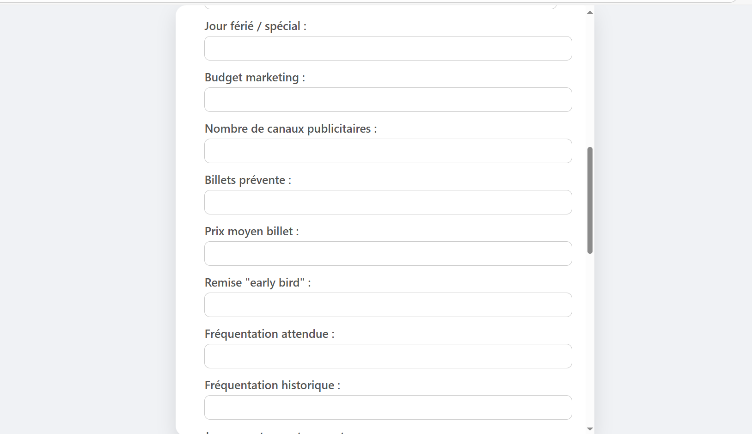 Jour férié / spécial :
Budget marketing :
Nombre de canaux publicitaires :
Billets prévente :
Prix moyen billet :
Remise "early bird" :
Fréquentation attendue :
Fréquentation historique :